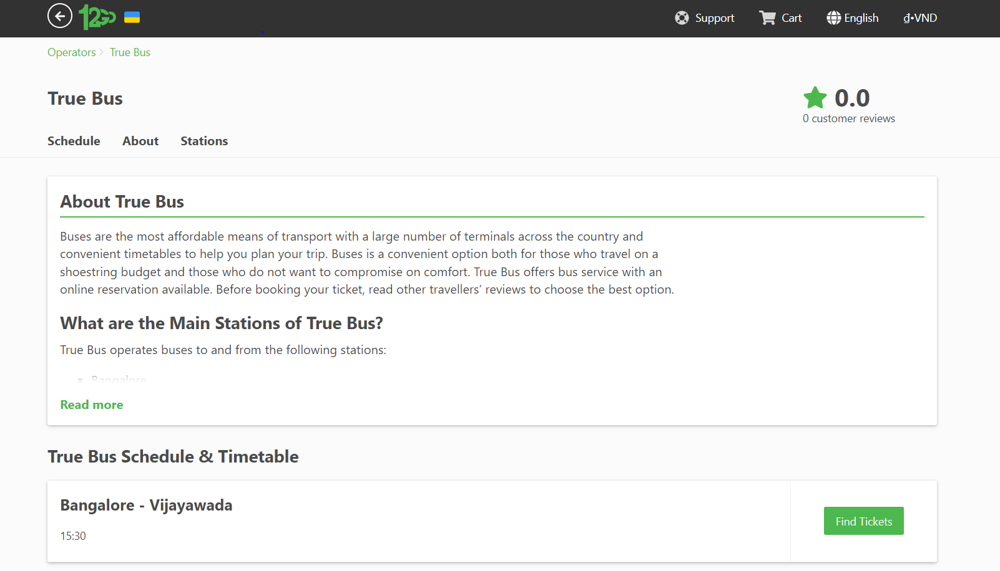 12GO
Support
Cart
English
₫•VND
Operators
True Bus
True Bus
0.0
0 customer reviews
Schedule
About
Stations
About True Bus
Buses are the most affordable means of transport with a large number of terminals across the country and
convenient timetables to help you plan your trip. Buses is a convenient option both for those who travel on a
shoestring budget and those who do not want to compromise on comfort. True Bus offers bus service with an
online reservation available. Before booking your ticket, read other travellers’ reviews to choose the best option.
What are the Main Stations of True Bus?
True Bus operates buses to and from the following stations:
Bangalore
Read more
True Bus Schedule & Timetable
Bangalore - Vijayawada
15:30
Find Tickets